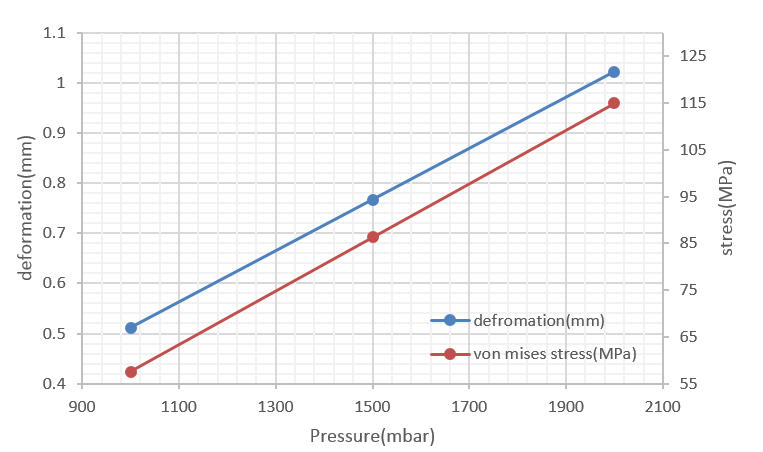 1.1
1
0.9
0.8
0.7
0.6
0.5
0.4
deformation(mm)
125
115
105
95
85
75
65
55
stress(MPa)
defromation(mm)
von mises stress(MPa)
900 1100 1300 1500 1700 1900 2100
Pressure(mbar)